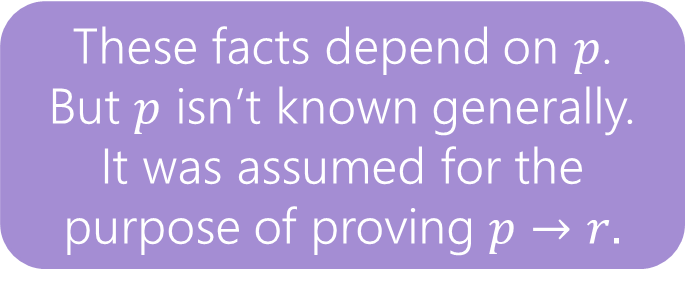 These facts depend on 𝑝.
But 𝑝 isn’t known generally.
It was assumed for the
purpose of proving 𝑝 → 𝑟.